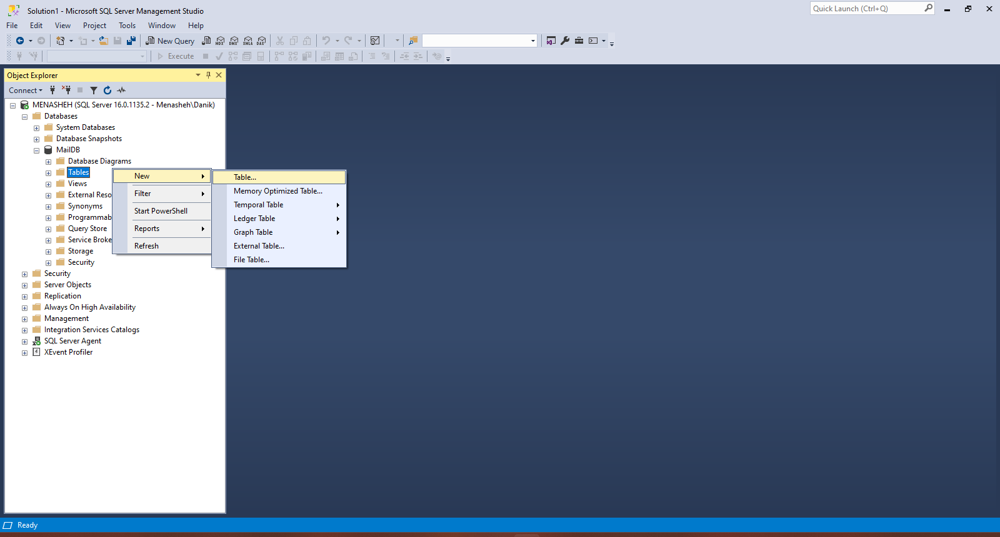 Solution1 - Microsoft SQL Server Management Studio
Quick Launch (Ctrl+Q)
File Edit View Project Tools Window Help
New Query MDX DMX XMLA DAX
Execute
Object Explorer
Connect
MENASHEH (SQL Server 16.0.1135.2 - Menasheh\Danik)
Databases
System Databases
Database Snapshots
MailDB
Database Diagrams
Tables
Views
External Reso
Synonyms
Programmab
Query Store
Service Broke
Storage
Security
Security
Server Objects
Replication
Always On High Availability
Management
Integration Services Catalogs
SQL Server Agent
XEvent Profiler
New
Filter
Start PowerShell
Reports
Refresh
Table...
Memory Optimized Table...
Temporal Table
Ledger Table
Graph Table
External Table...
File Table...
Ready